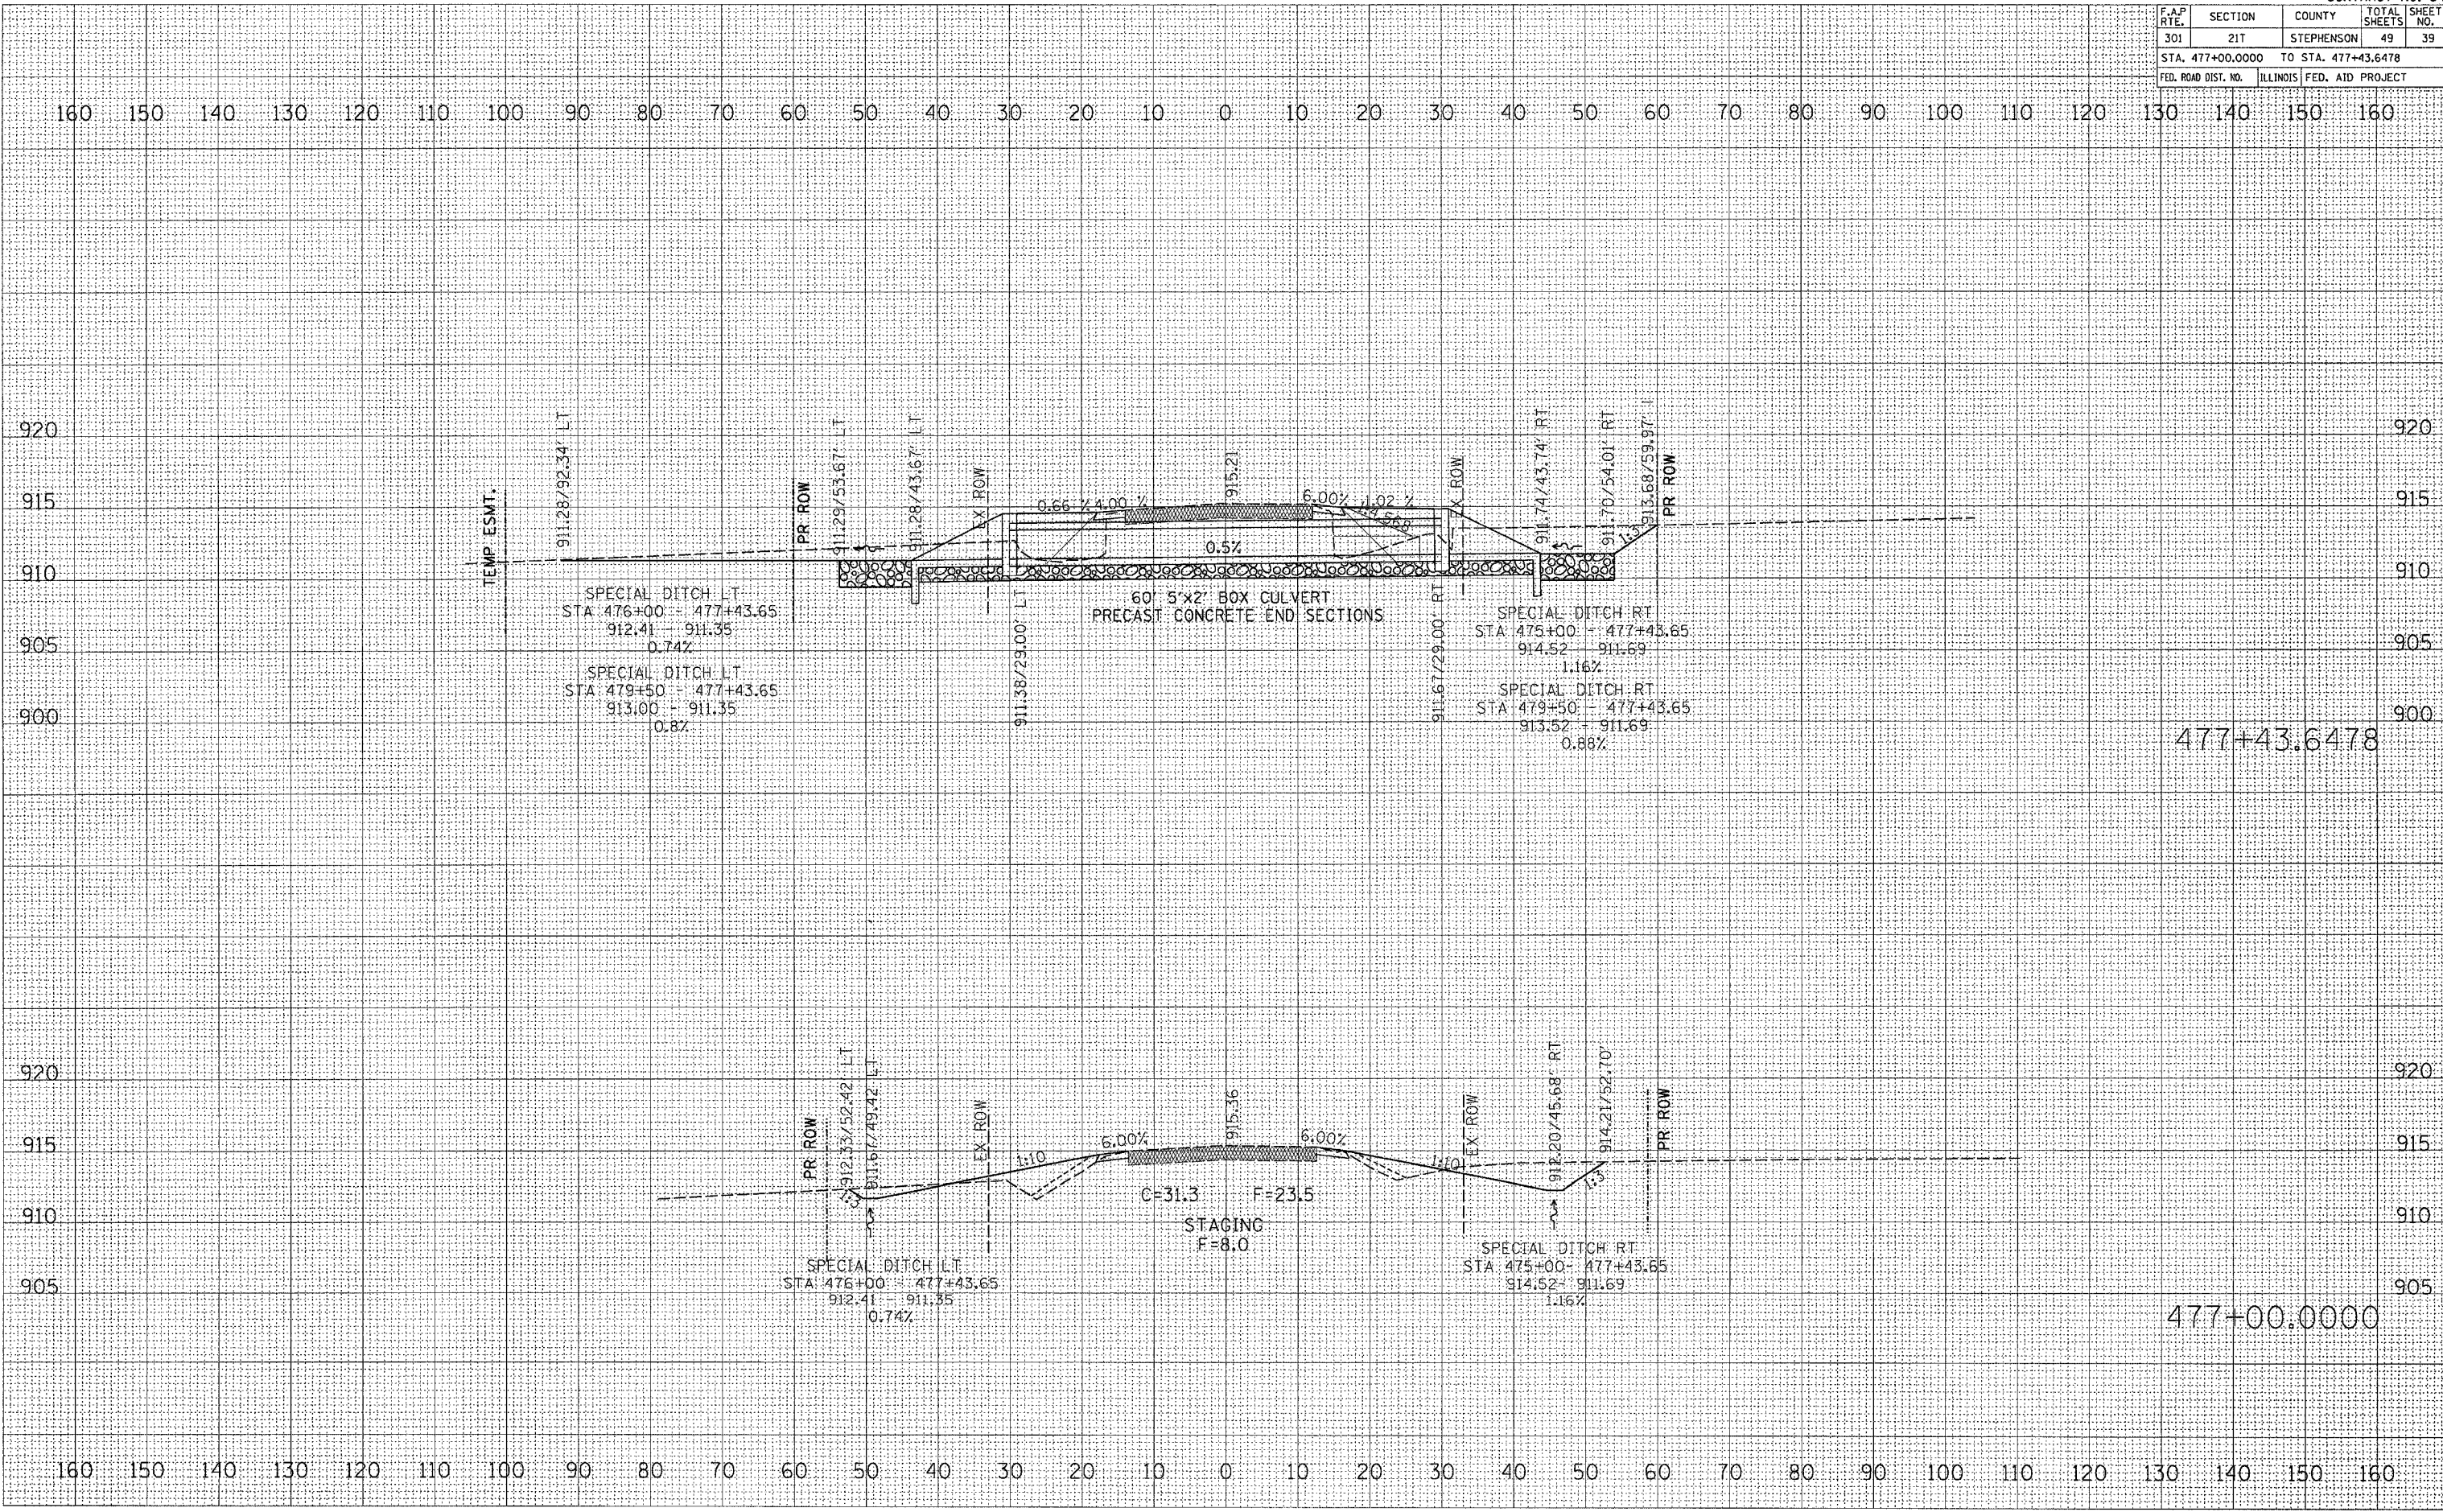 F.A.P RTE. SECTION COUNTY TOTAL SHEETS SHEET NO.
301 21T STEPHENSON 49 39
STA. 477+00.0000 TO STA. 477+43.6478
FED. ROAD DIST. NO. ILLINOIS FED. AID PROJECT
160 150 140 130 120 110 100 90 80 70 60 50 40 30 20 10 0 10 20 30 40 50 60 70 80 90 100 110 120 130 140 150 160
920
915
910
905
900
TEMP ESMT.
911.28/92.34' LT
PR ROW
911.29/53.67' LT
911.28/43.67' LT
EX ROW
0.66 % 4.00 %
915.21
6.00% 1.02 %
EX ROW
911.74/43.74' RT
911.70/54.01' RT
913.68/59.97'
PR ROW
1:3
0.5%
60' 5'x2' BOX CULVERT
PRECAST CONCRETE END SECTIONS
911.38/29.00' LT
911.67/29.00' RT
SPECIAL DITCH LT
STA 476+00 - 477+43.65
912.41 - 911.35
0.74%
SPECIAL DITCH LT
STA 479+50 - 477+43.65
913.00 - 911.35
0.8%
SPECIAL DITCH RT
STA 475+00 - 477+43.65
914.52 - 911.69
1.16%
SPECIAL DITCH RT
STA 479+50 - 477+43.65
913.52 - 911.69
0.88%
920
915
910
905
900
477+43.6478
920
915
910
905
PR ROW
912.33/52.42 LT
911.67/49.42 LT
EX ROW
1:3
1:10
6.00%
915.36
6.00%
1:10
EX ROW
912.20/45.68' RT
914.21/52.70'
PR ROW
1:3
C=31.3 F=23.5
STAGING
F=8.0
SPECIAL DITCH LT
STA 476+00 - 477+43.65
912.41 - 911.35
0.74%
SPECIAL DITCH RT
STA 475+00- 477+43.65
914.52- 911.69
1.16%
920
915
910
905
477+00.0000
160 150 140 130 120 110 100 90 80 70 60 50 40 30 20 10 0 10 20 30 40 50 60 70 80 90 100 110 120 130 140 150 160